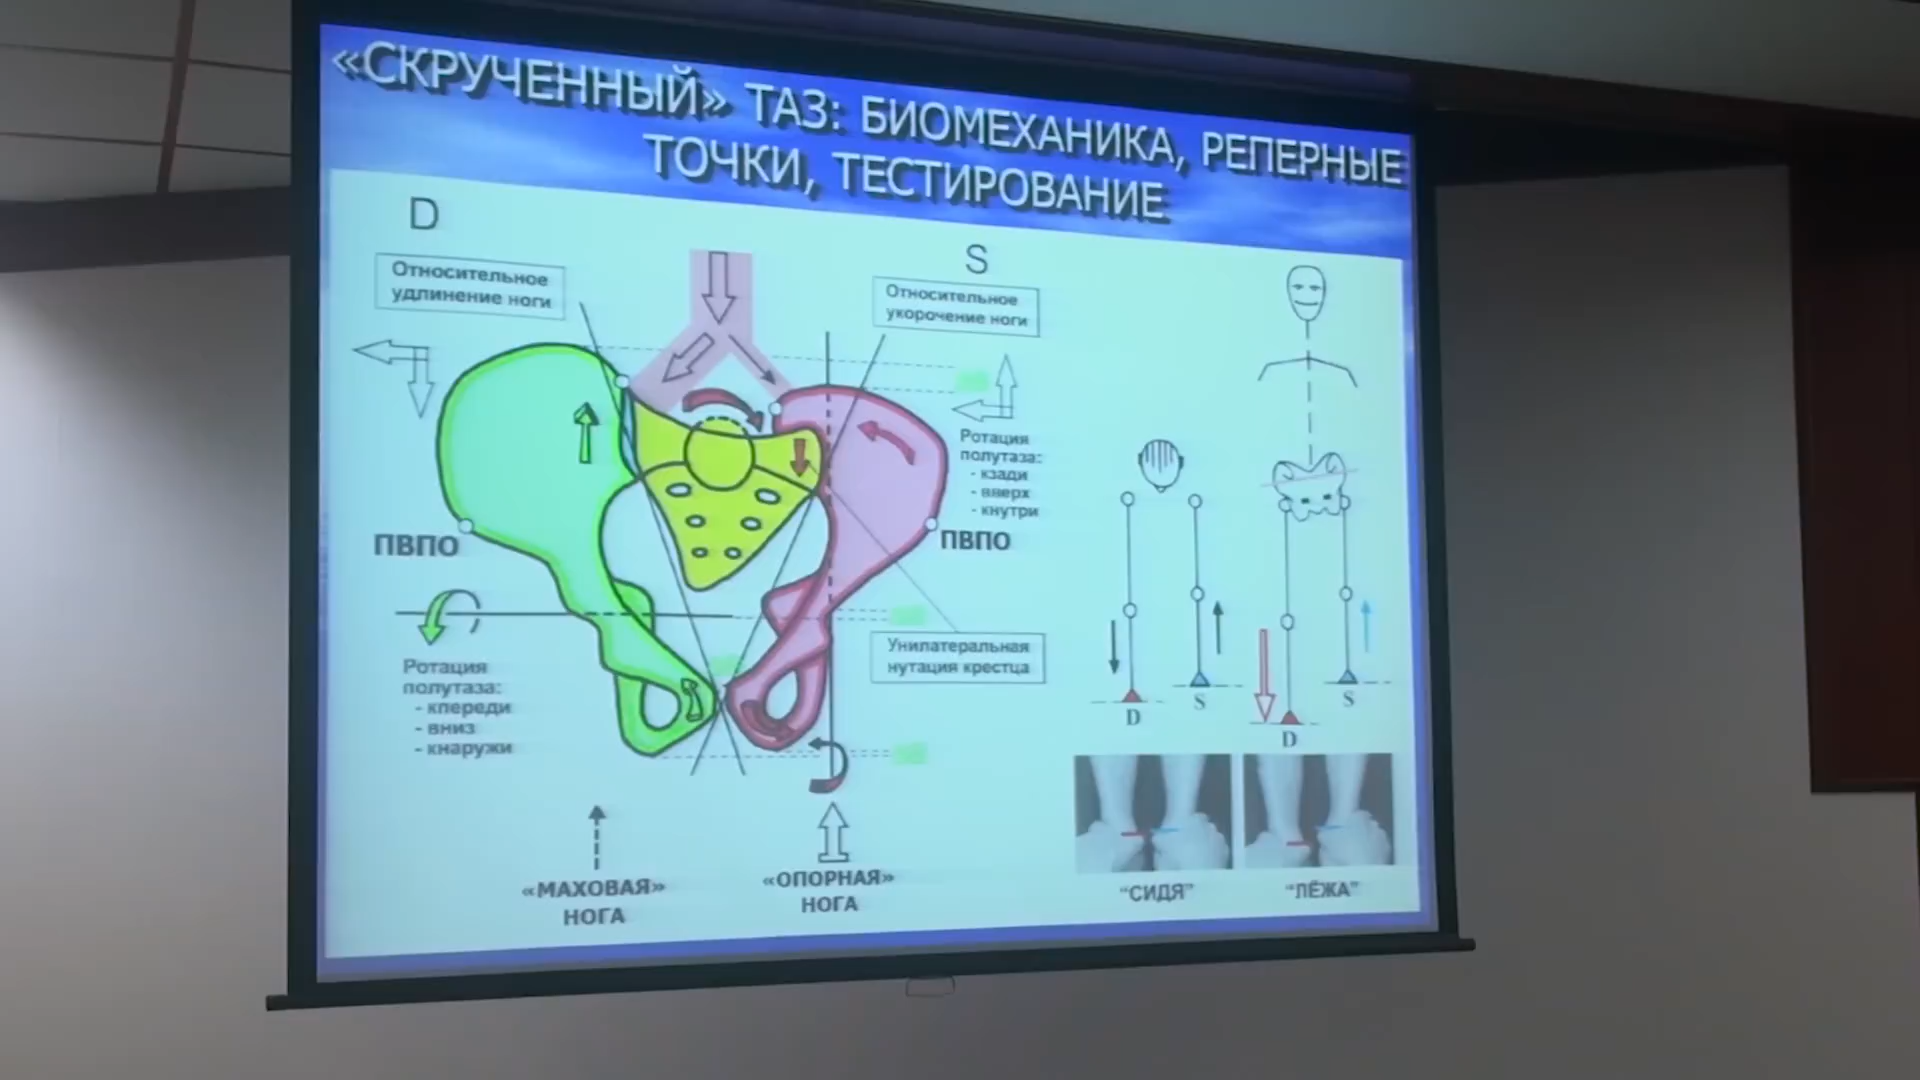 «СКРУЧЕННЫЙ» ТАЗ: БИОМЕХАНИКА, РЕПЕРНЫЕ
ТОЧКИ, ТЕСТИРОВАНИЕ
D
S
Относительное
удлинение ноги
Относительное
укорочение ноги
Ротация
полутаза:
- кзади
- вверх
- кнутри
ПВПО
ПВПО
Ротация
полутаза:
- кпереди
- вниз
- кнаружи
Унилатеральная
нутация крестца
D
S
D
S
«МАХОВАЯ»
НОГА
«ОПОРНАЯ»
НОГА
“СИДЯ”
“ЛЁЖА”